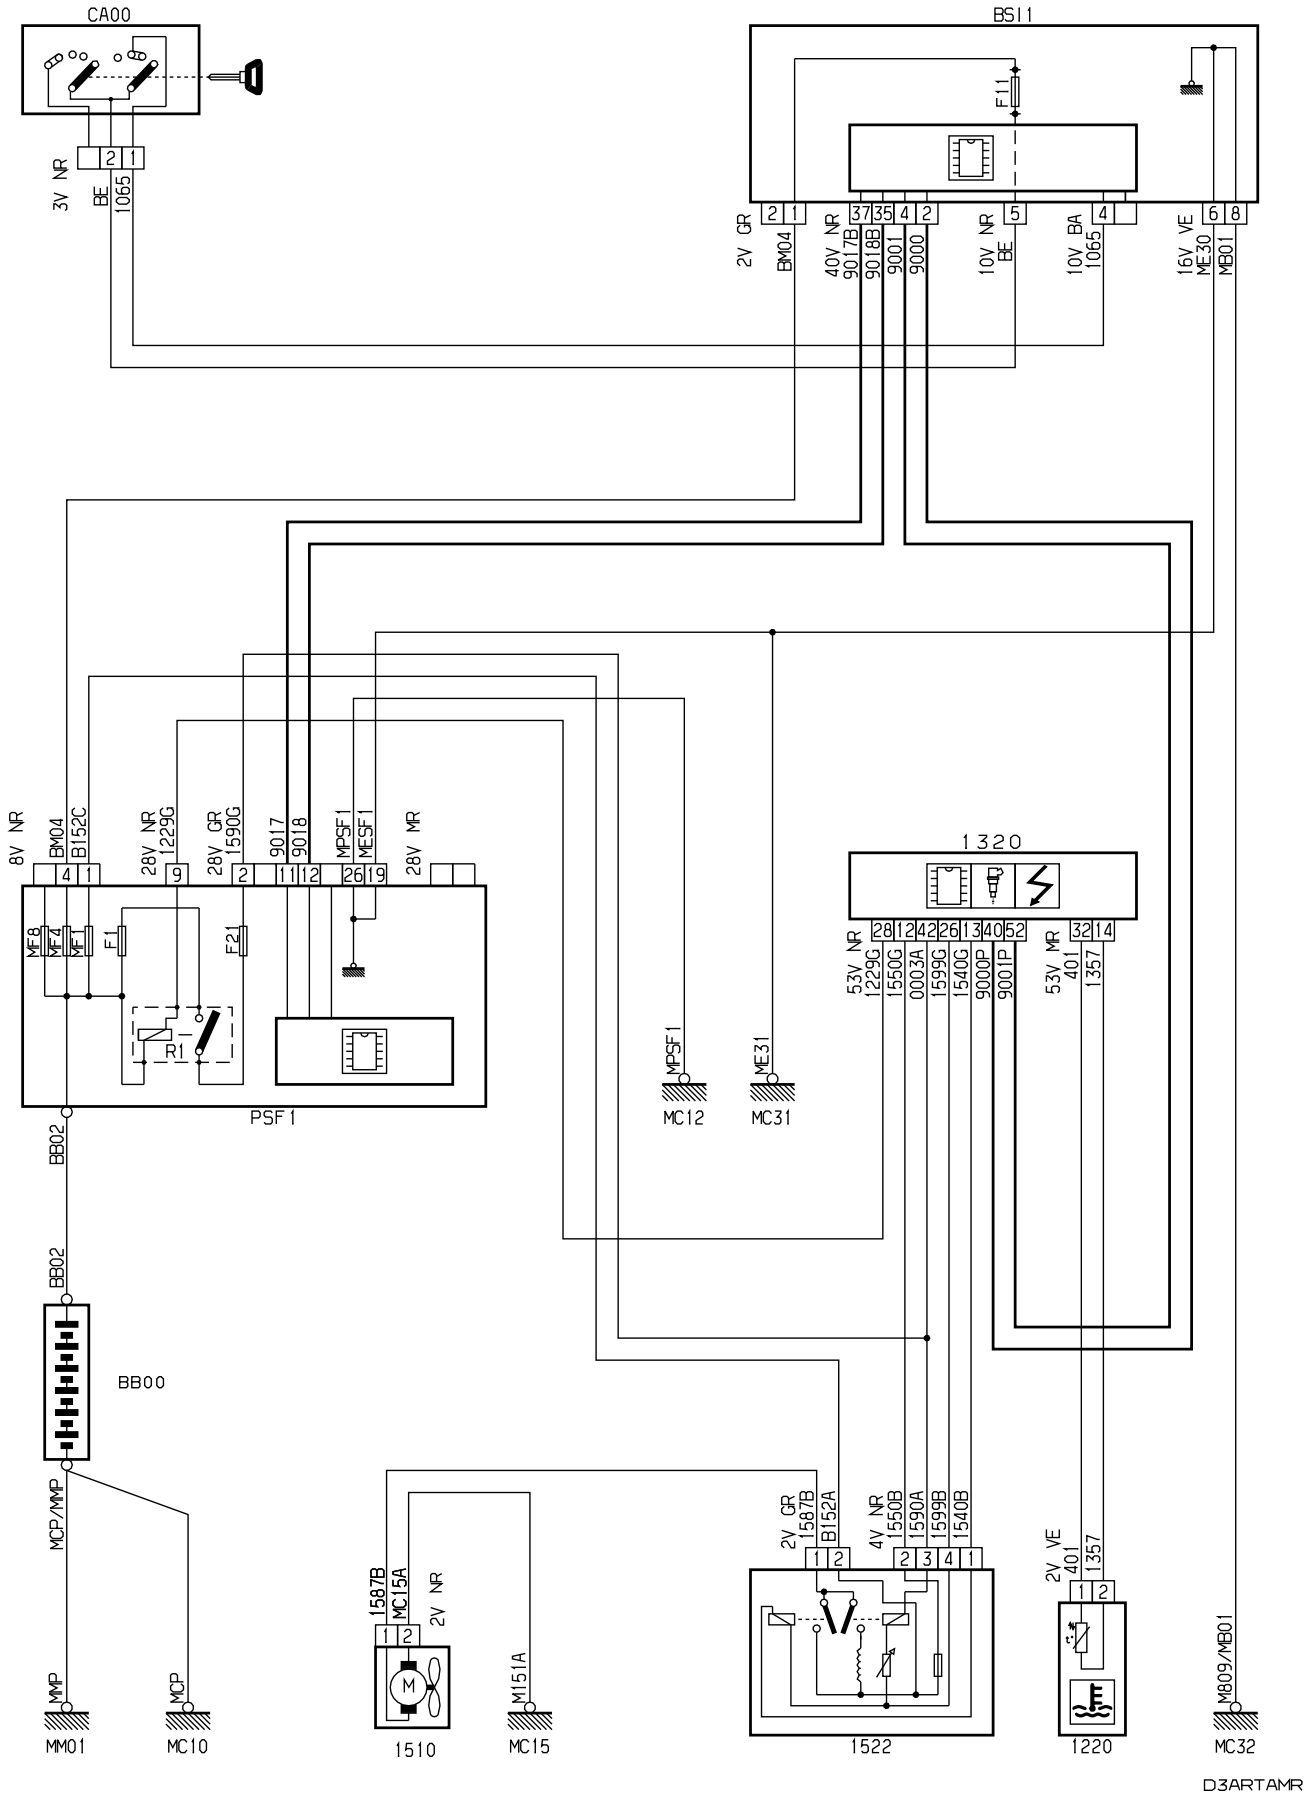 CA00
BSI1
F11
2 1
3V NR
BE
1065
2 1 37 35 4 2 5 4 6 8
2V GR
BM04
40V NR
9017B
9018B
9001
9000
10V NR
BE
10V BA
1065
16V VE
ME30
MB01
8V NR
BM04
B152C
28V NR
1229G
28V GR
1590G
9017
9018
MPSF1
MESF1
28V MR
4 1 9 2 11 12 26 19
MF8
MF4
MF1
F1
F21
R1
PSF1
1320
28 12 42 26 13 40 52 32 14
53V NR
1229G
1550G
0003A
1599G
1540G
9000P
9001P
53V MR
401
1357
MPSF1
MC12
ME31
MC31
BB02
BB02
BB00
MCP/MMP
MMP
MM01
MCP
MC10
1587B
MC15A
2V NR
1 2
M
1510
M151A
MC15
2V GR
1587B
B152A
4V NR
1550B
1590A
1599B
1540B
1 2 2 3 4 1
1522
2V VE
401
1357
1 2
t°
1220
M809/MB01
MC32
D3ARTAMR